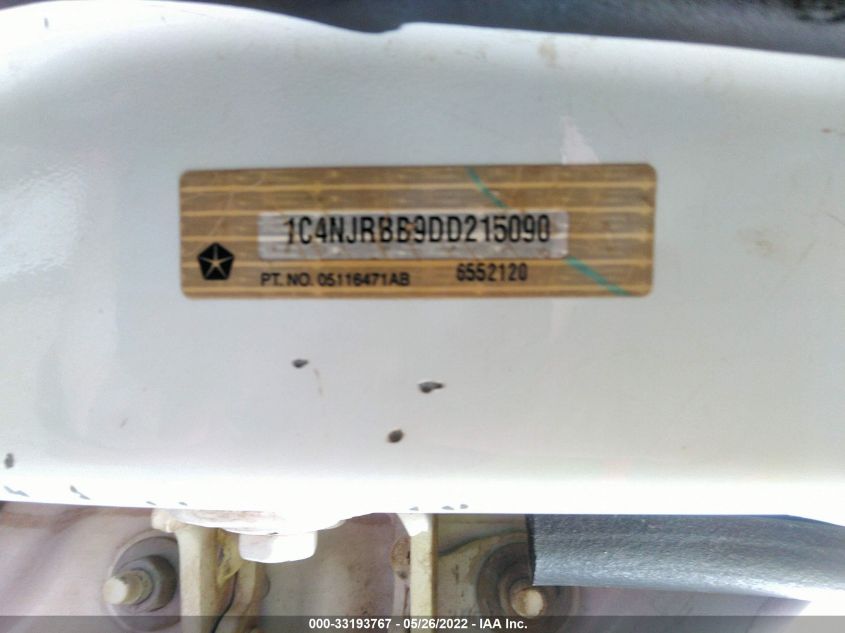 1C4NJRBB9DD215090
PT. NO. 05116471AB 6552120
000-33193767 - 05/26/2022 - IAA Inc.